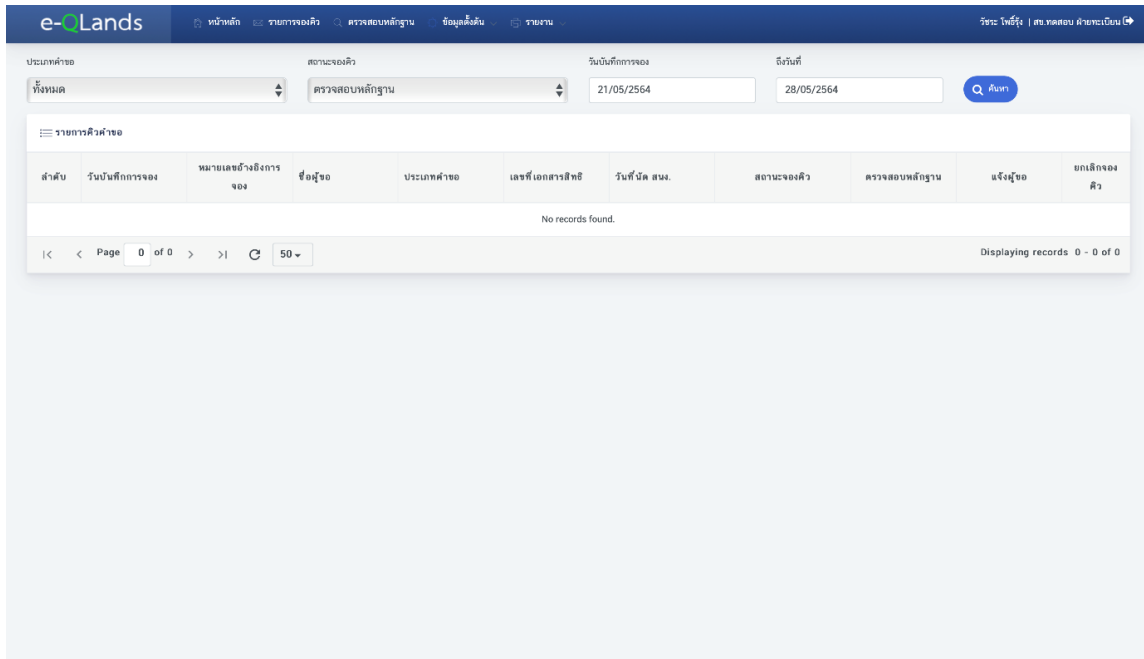 e-QLands หน้าหลัก รายการจองคิว ตรวจสอบหลักฐาน ข้อมูลตั้งต้น รายงาน วัชระ โพธิ์รุ้ง | สข.ทดสอบ ฝ่ายทะเบียน
ประเภทคำขอ สถานะจองคิว วันบันทึกการจอง ถึงวันที่
ทั้งหมด ตรวจสอบหลักฐาน 21/05/2564 28/05/2564 ค้นหา
รายการคิวคำขอ
ลำดับ วันบันทึกการจอง หมายเลขอ้างอิงการ ชื่อผู้ขอ ประเภทคำขอ เลขที่เอกสารสิทธิ วันที่นัด สนง. สถานะจองคิว ตรวจสอบหลักฐาน แจ้งผู้ขอ ยกเลิกจอง
จอง คิว
No records found.
Page 0 of 0 50 Displaying records 0 - 0 of 0